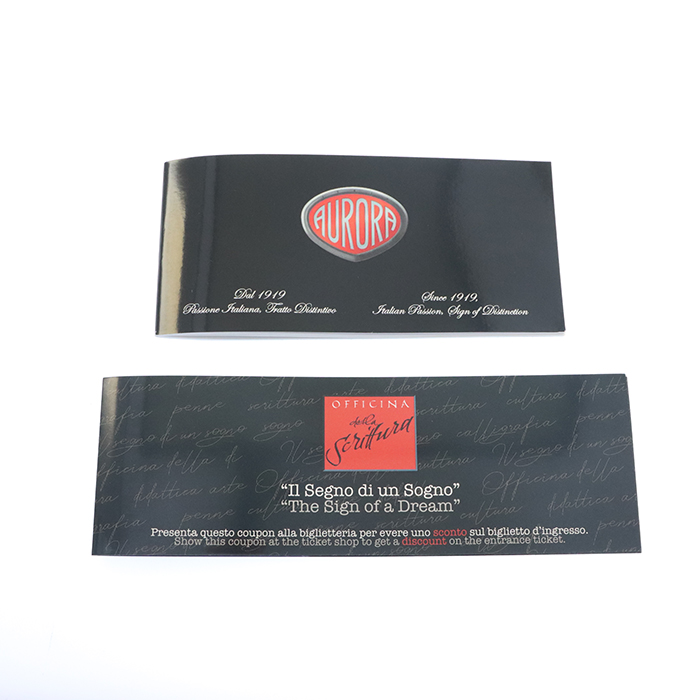 AURORA
Dal 1919
Passione Italiana, Tratto Distintivo
Since 1919,
Italian Passion, Sign of Distinction
OFFICINA
della
Scrittura
“Il Segno di un Sogno”
“The Sign of a Dream”
Presenta questo coupon alla biglietteria per evere uno sconto sul biglietto d'ingresso.
Show this coupon at the ticket shop to get a discount on the entrance ticket.